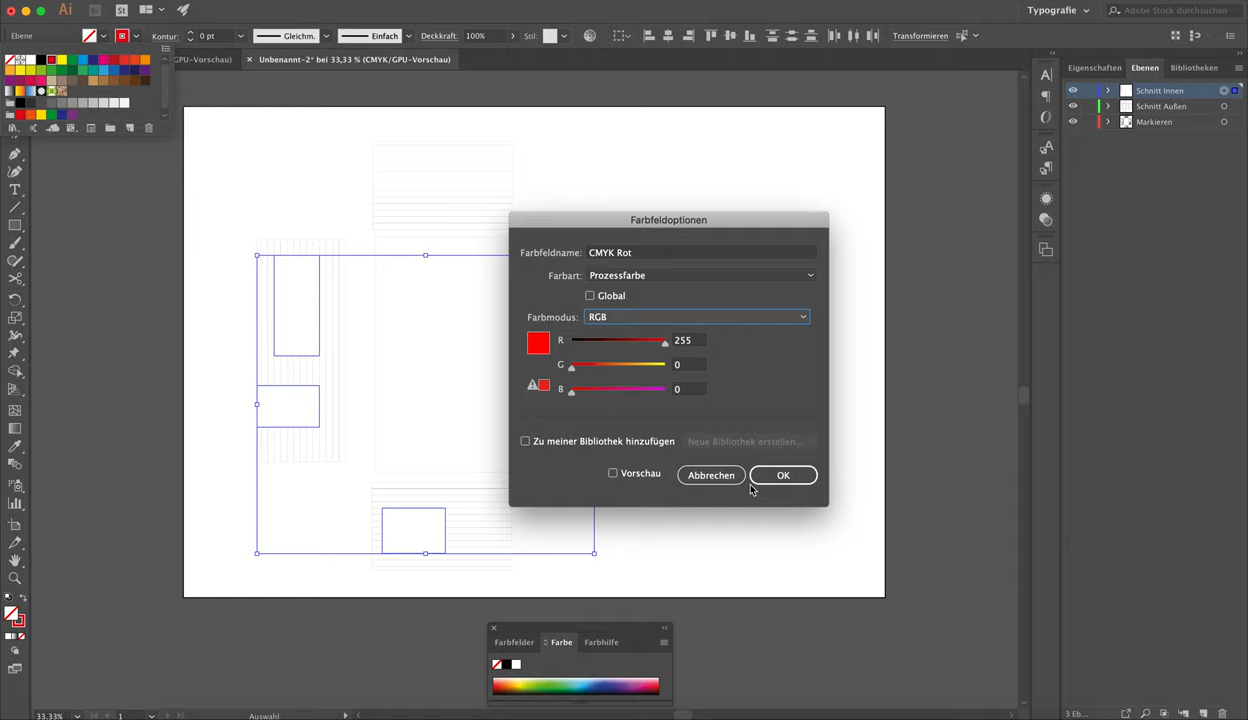 Ai Br St Typografie Adobe Stock durchsuchen
Ebene Kontur: 0 pt Gleichm. Einfach Deckkraft: 100% Stil: Transformieren
GPU-Vorschau) × Unbenannt-2* bei 33,33 % (CMYK/GPU-Vorschau)
Eigenschaften Ebenen Bibliotheken
Schnitt Innen
Schnitt Außen
Markieren
Farbfeldoptionen
Farbfeldname: CMYK Rot
Farbart: Prozessfarbe
Global
Farbmodus: RGB
R 255
G 0
B 0
Zu meiner Bibliothek hinzufügen Neue Bibliothek erstellen...
Vorschau Abbrechen OK
Farbfelder Farbe Farbhilfe
33,33% 1 Auswahl 3 Eb...